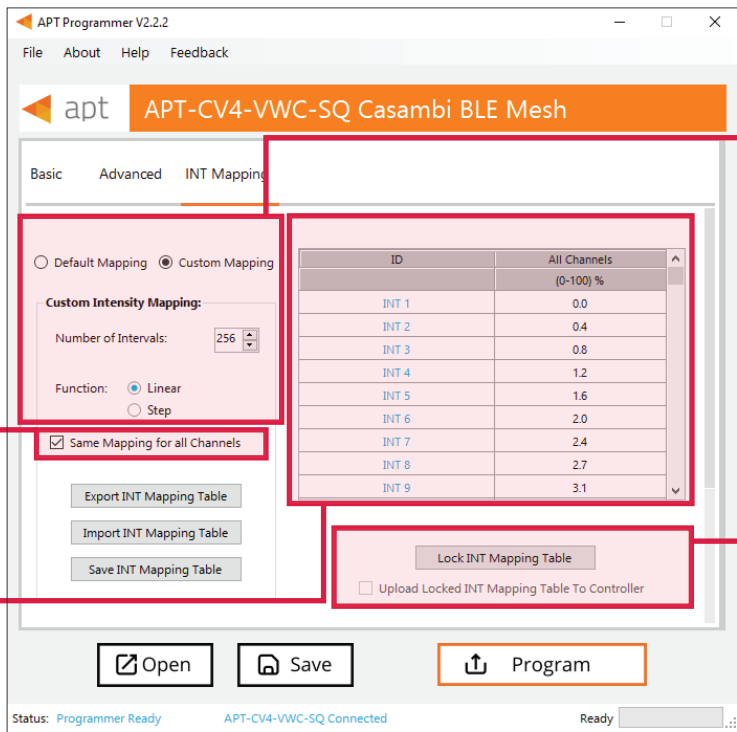 APT Programmer V2.2.2
File About Help Feedback
apt APT-CV4-VWC-SQ Casambi BLE Mesh
Basic Advanced INT Mapping
Default Mapping Custom Mapping
Custom Intensity Mapping:
Number of Intervals: 256
Function: Linear
Step
Same Mapping for all Channels
Export INT Mapping Table
Import INT Mapping Table
Save INT Mapping Table
ID All Channels
(0-100) %
INT 1 0.0
INT 2 0.4
INT 3 0.8
INT 4 1.2
INT 5 1.6
INT 6 2.0
INT 7 2.4
INT 8 2.7
INT 9 3.1
Lock INT Mapping Table
Upload Locked INT Mapping Table To Controller
Open Save Program
Status: Programmer Ready APT-CV4-VWC-SQ Connected Ready